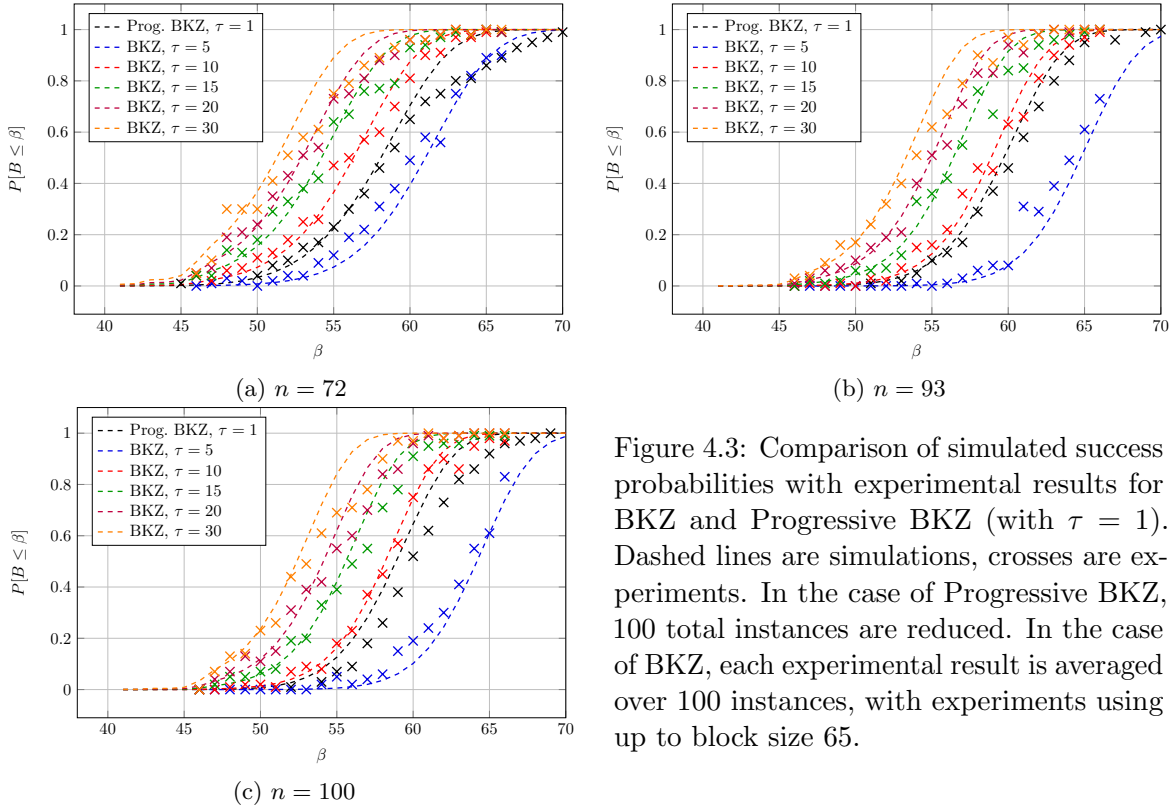 Prog. BKZ, τ = 1
BKZ, τ = 5
BKZ, τ = 10
BKZ, τ = 15
BKZ, τ = 20
BKZ, τ = 30
1
0.8
0.6
0.4
0.2
0
P[B ≤ β]
40 45 50 55 60 65 70
β
(a) n = 72
Prog. BKZ, τ = 1
BKZ, τ = 5
BKZ, τ = 10
BKZ, τ = 15
BKZ, τ = 20
BKZ, τ = 30
1
0.8
0.6
0.4
0.2
0
P[B ≤ β]
40 45 50 55 60 65 70
β
(b) n = 93
Prog. BKZ, τ = 1
BKZ, τ = 5
BKZ, τ = 10
BKZ, τ = 15
BKZ, τ = 20
BKZ, τ = 30
1
0.8
0.6
0.4
0.2
0
P[B ≤ β]
40 45 50 55 60 65 70
β
(c) n = 100
Figure 4.3: Comparison of simulated success
probabilities with experimental results for
BKZ and Progressive BKZ (with τ = 1).
Dashed lines are simulations, crosses are ex-
periments. In the case of Progressive BKZ,
100 total instances are reduced. In the case
of BKZ, each experimental result is averaged
over 100 instances, with experiments using
up to block size 65.